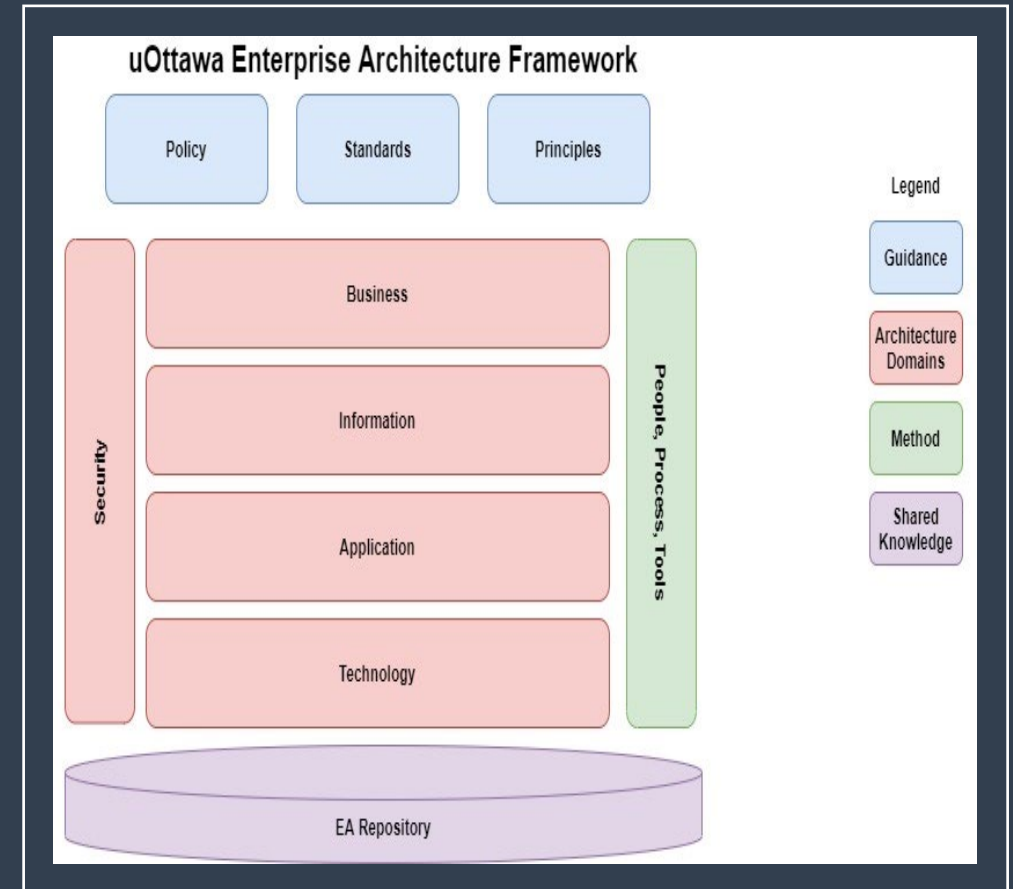 uOttawa Enterprise Architecture Framework
Policy
Standards
Principles
Security
Business
Information
Application
Technology
People, Process, Tools
EA Repository
Legend
Guidance
Architecture
Domains
Method
Shared
Knowledge